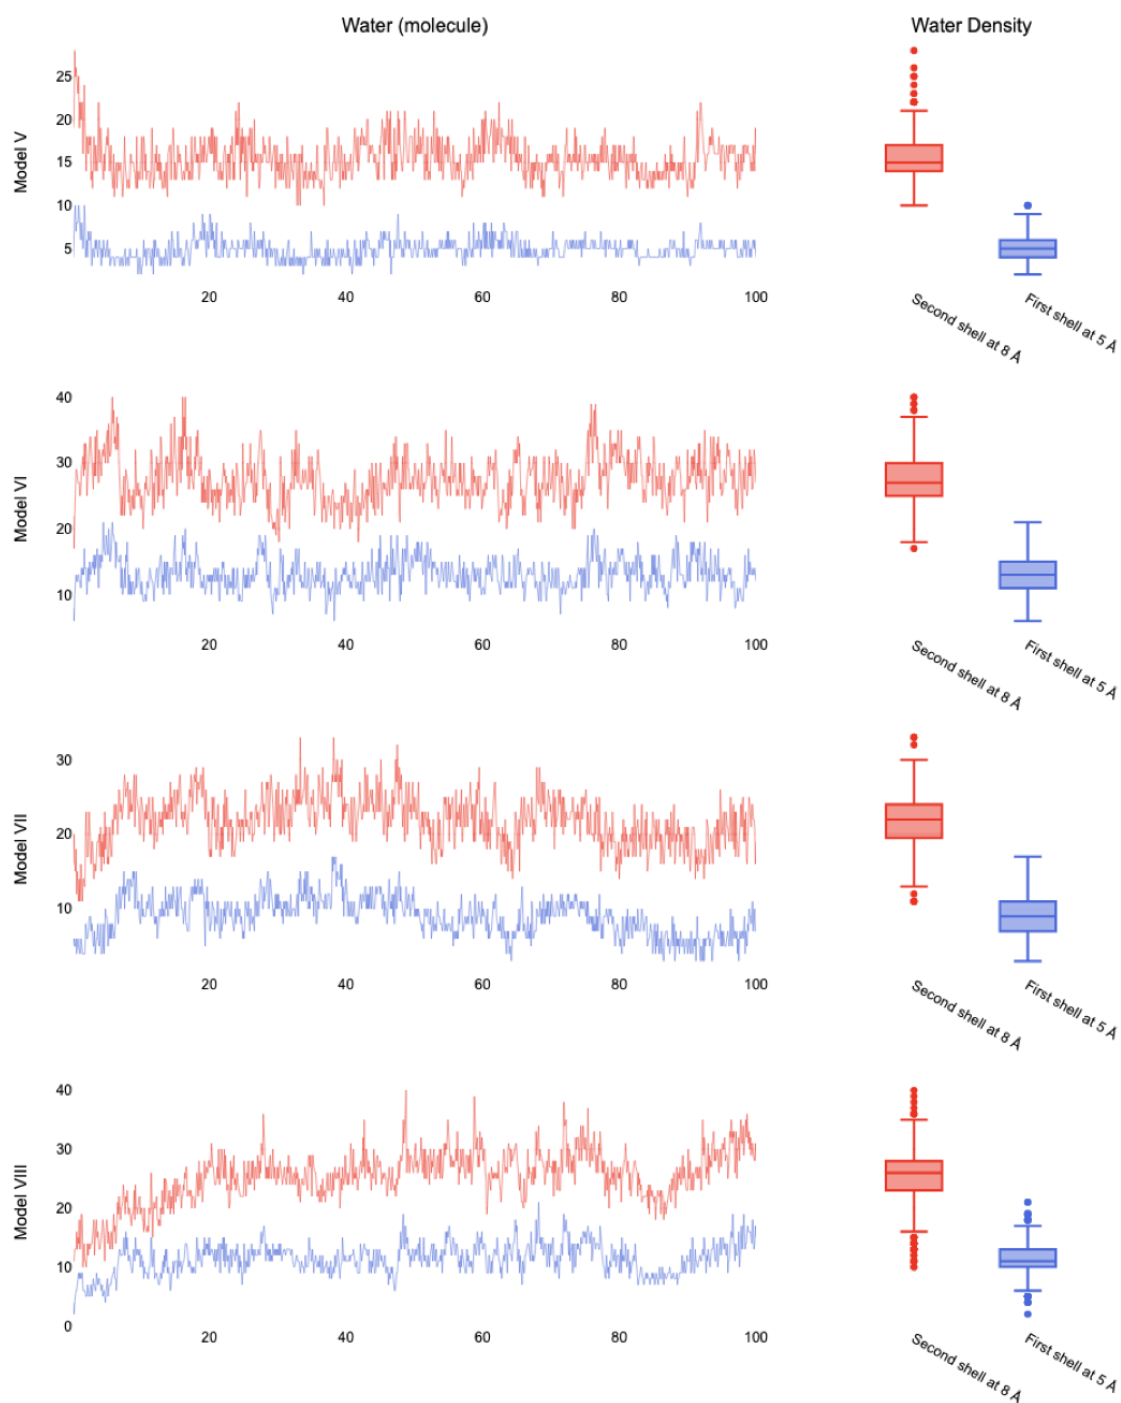 Water (molecule)
Water Density
Model V
25
20
15
10
5
20 40 60 80 100
Second shell at 8 Å
First shell at 5 Å
Model VI
40
30
20
10
20 40 60 80 100
Second shell at 8 Å
First shell at 5 Å
Model VII
30
20
10
20 40 60 80 100
Second shell at 8 Å
First shell at 5 Å
Model VIII
40
30
20
10
0
20 40 60 80 100
Second shell at 8 Å
First shell at 5 Å